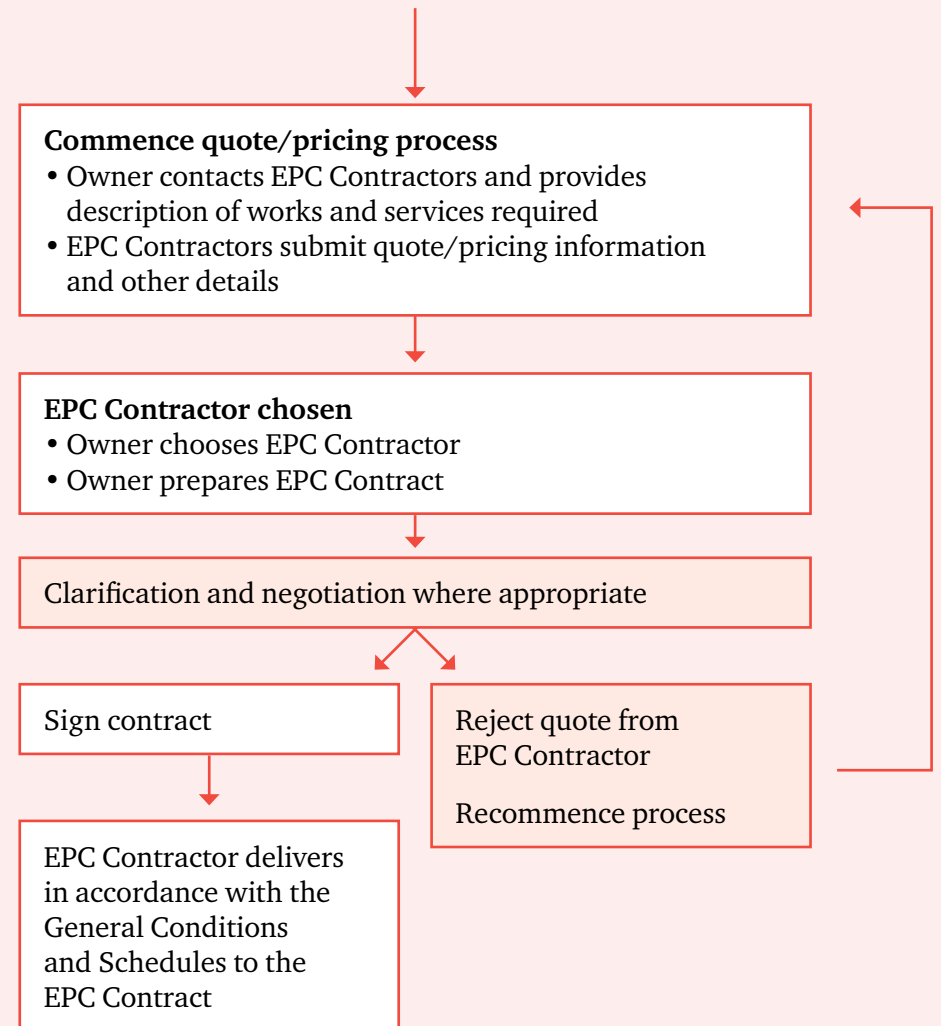 Commence quote/pricing process
• Owner contacts EPC Contractors and provides
description of works and services required
• EPC Contractors submit quote/pricing information
and other details
EPC Contractor chosen
• Owner chooses EPC Contractor
• Owner prepares EPC Contract
Clarification and negotiation where appropriate
Sign contract
Reject quote from
EPC Contractor
Recommence process
EPC Contractor delivers
in accordance with the
General Conditions
and Schedules to the
EPC Contract